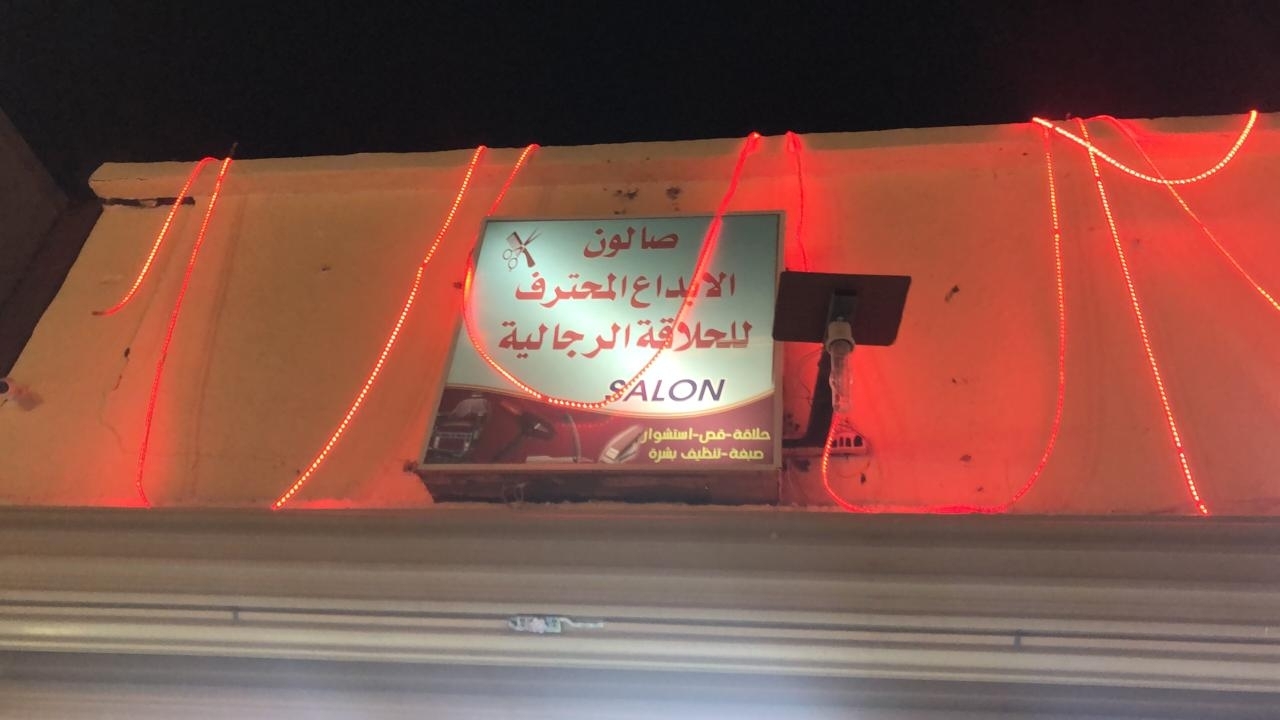 صالون
الابداع المحترف
للحلاقة الرجالية
SALON
حلاقة-قص-استشوار
صبغة-تنظيف بشرة